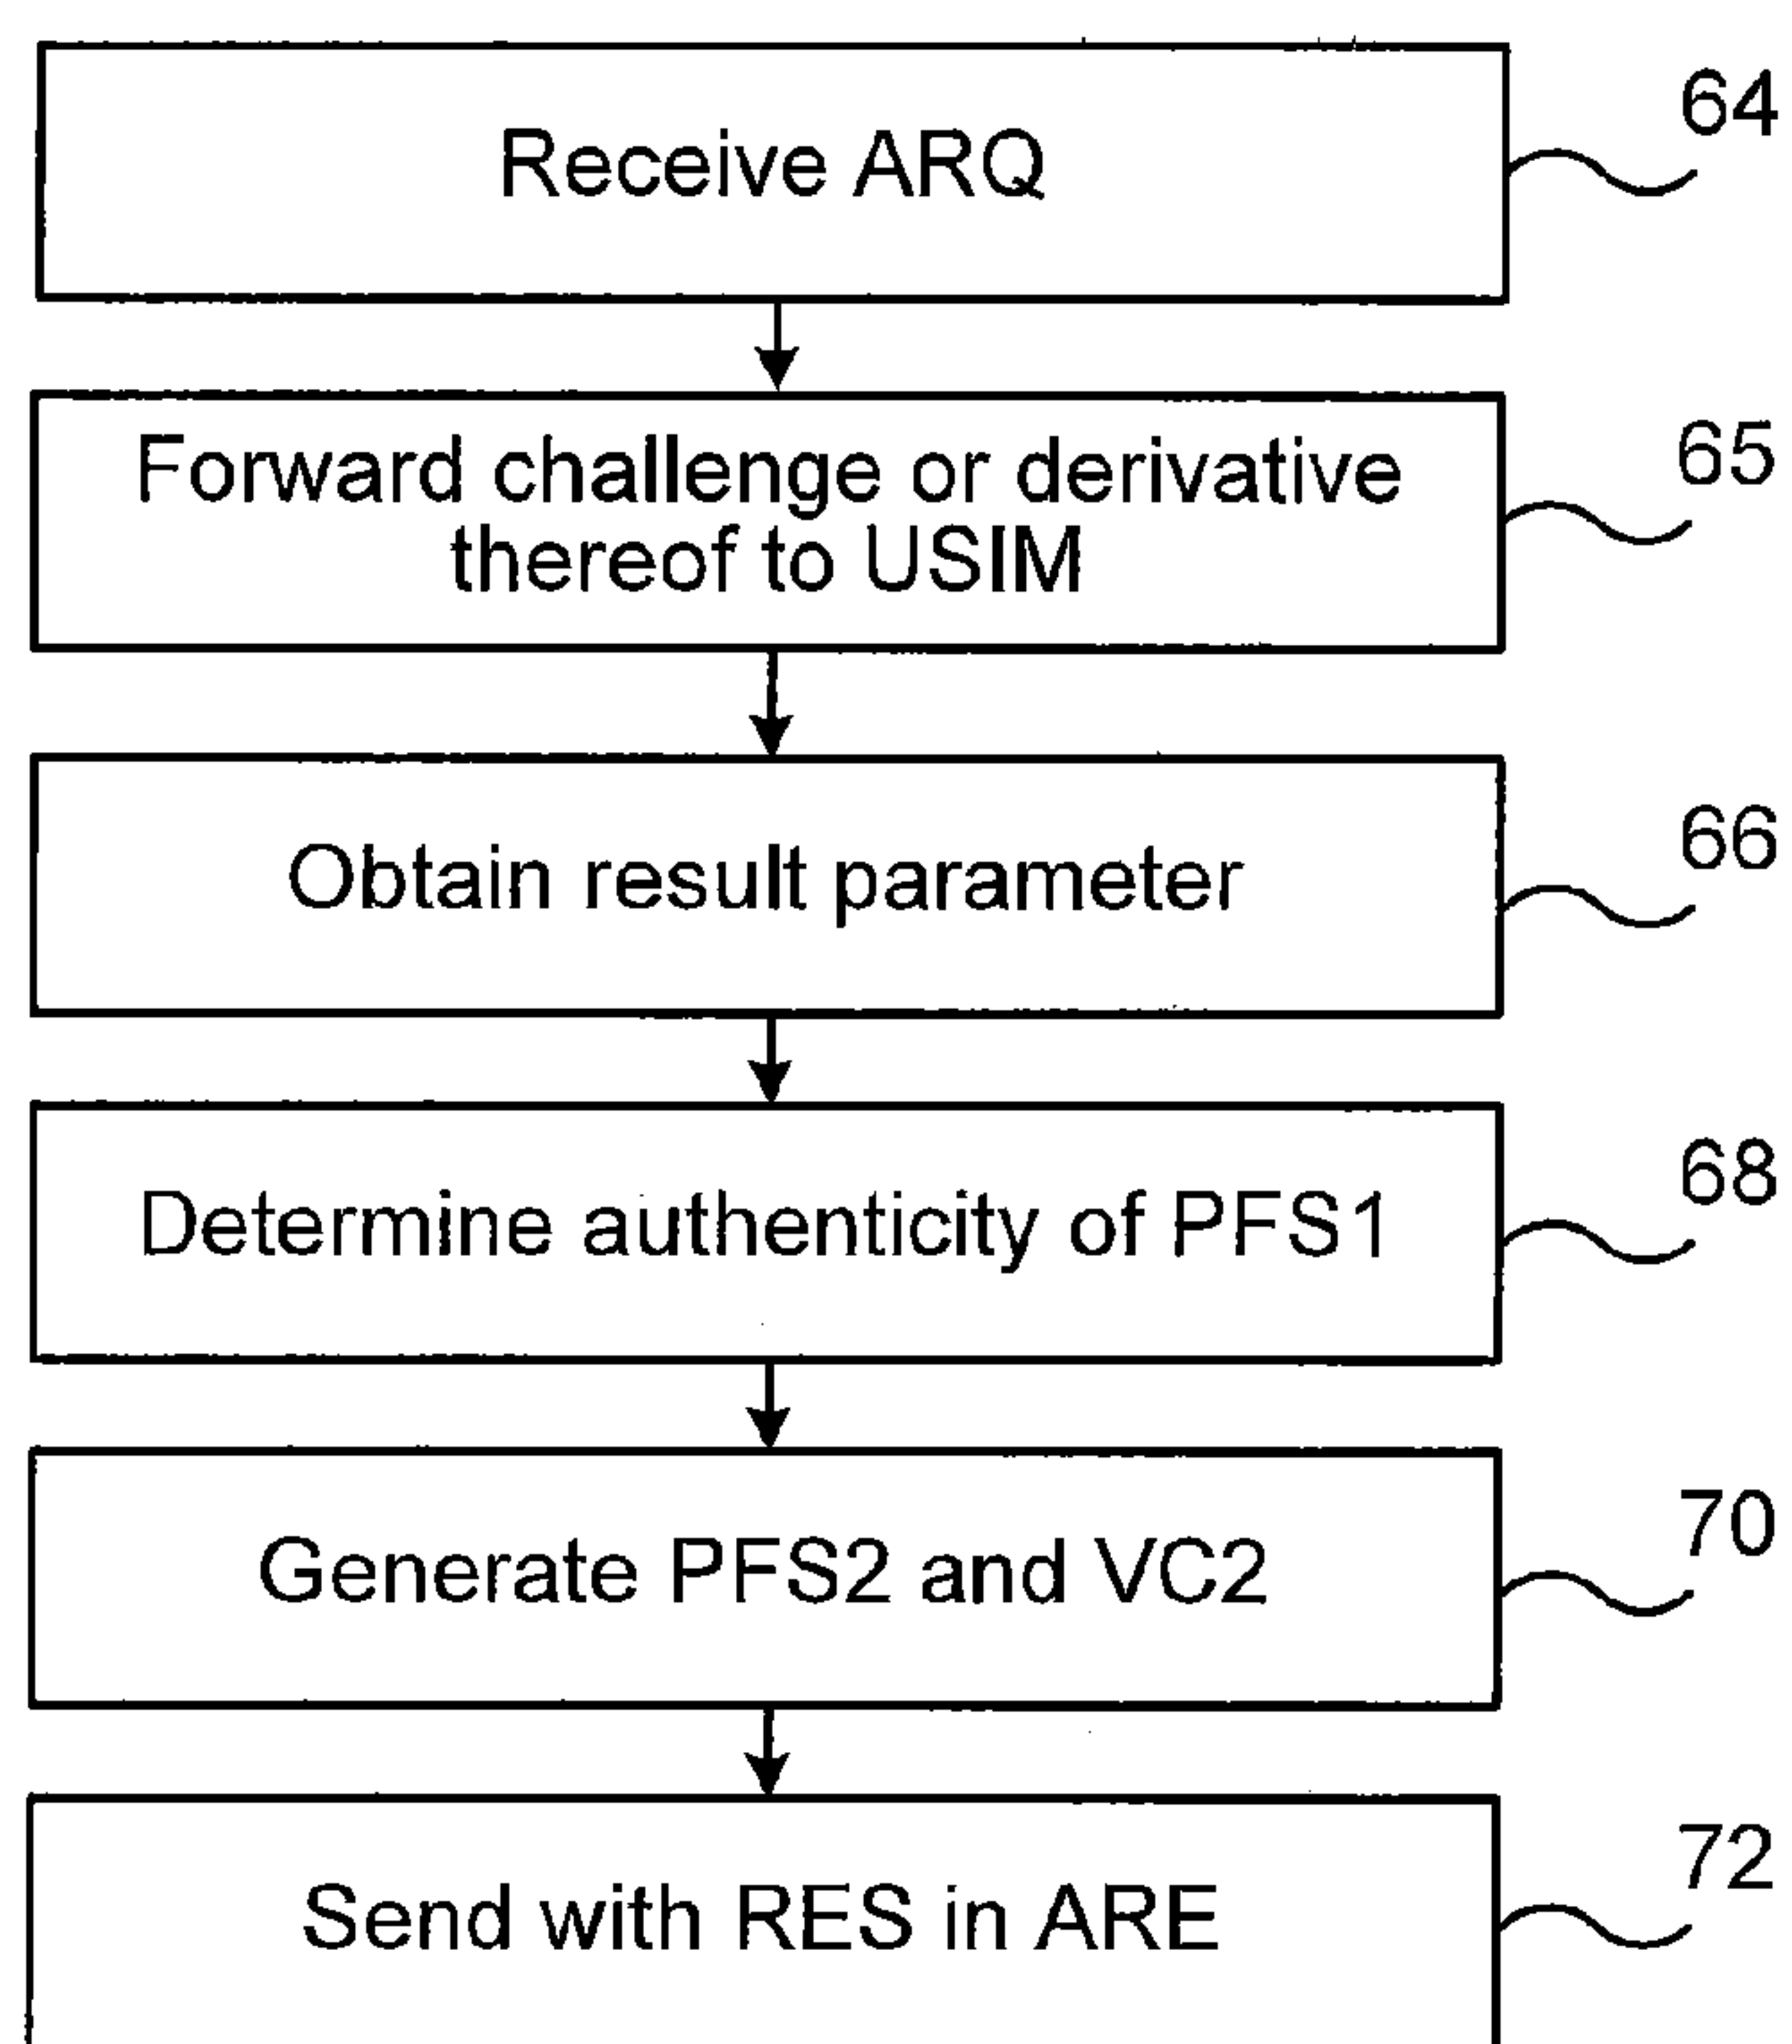 Receive ARQ
64
Forward challenge or derivative
thereof to USIM
65
Obtain result parameter
66
Determine authenticity of PFS1
68
Generate PFS2 and VC2
70
Send with RES in ARE
72